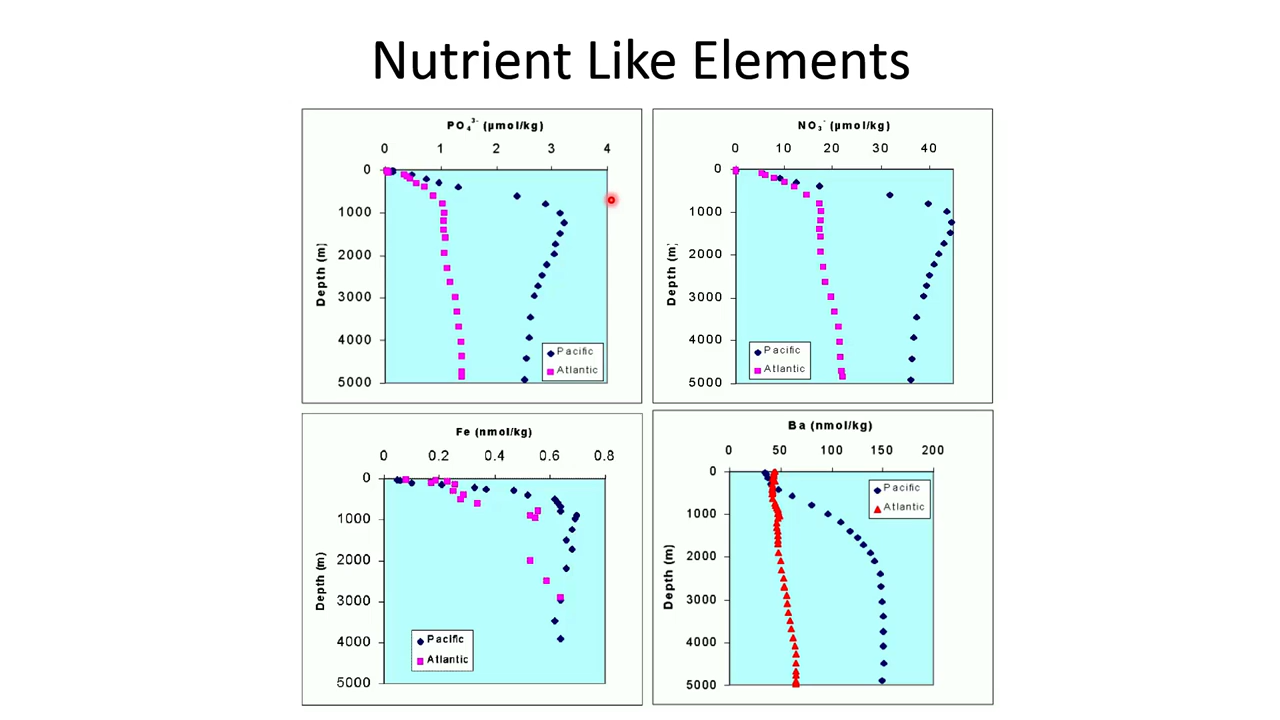 Nutrient Like Elements
PO₄³⁻ (µmol/kg)
0 1 2 3 4
0
1000
2000
3000
4000
5000
Depth (m)
Pacific
Atlantic
NO₃⁻ (µmol/kg)
0 10 20 30 40
0
1000
2000
3000
4000
5000
Depth (m)
Pacific
Atlantic
Fe (nmol/kg)
0 0.2 0.4 0.6 0.8
0
1000
2000
3000
4000
5000
Depth (m)
Pacific
Atlantic
Ba (nmol/kg)
0 50 100 150 200
0
1000
2000
3000
4000
5000
Depth (m)
Pacific
Atlantic